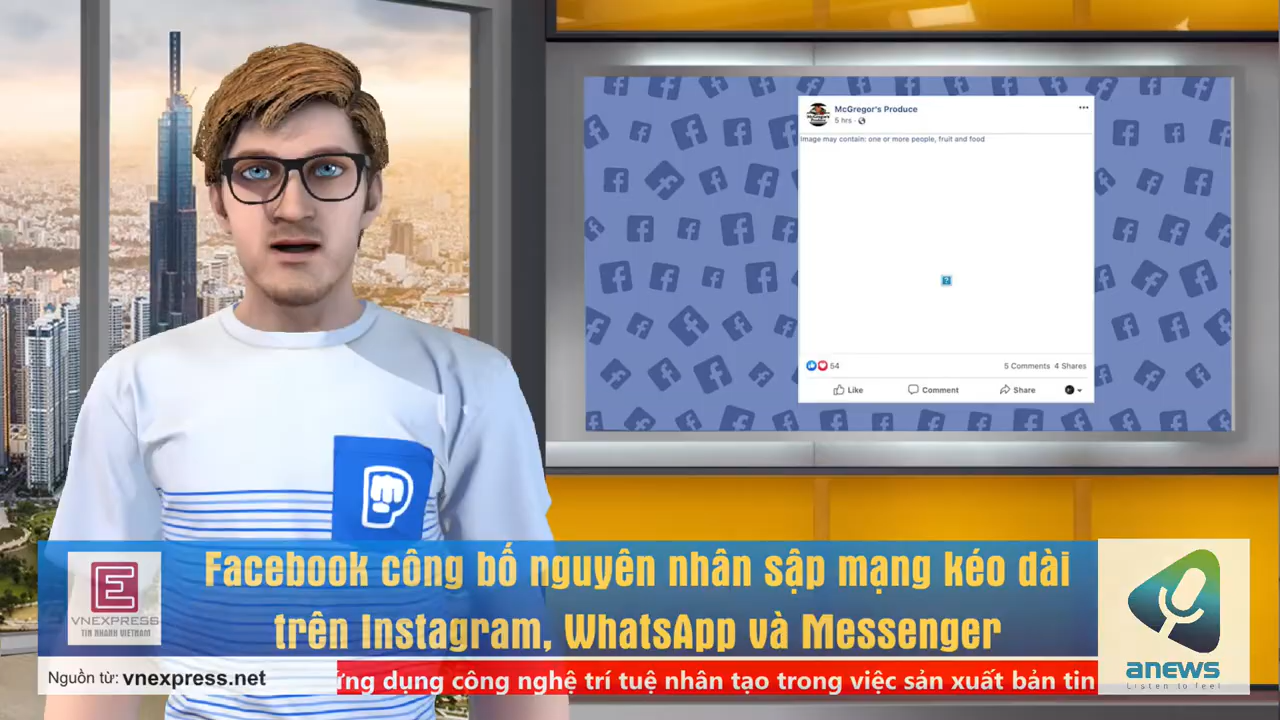 McGregor's Produce
5 hrs ·
Image may contain: one or more people, fruit and food
54
5 Comments 4 Shares
Like Comment Share
Facebook công bố nguyên nhân sập mạng kéo dài
trên Instagram, WhatsApp và Messenger
E
VNEXPRESS
TIN NHANH VIETNAM
Nguồn từ: vnexpress.net
ứng dụng công nghệ trí tuệ nhân tạo trong việc sản xuất bản tin
anews
Listen to feel